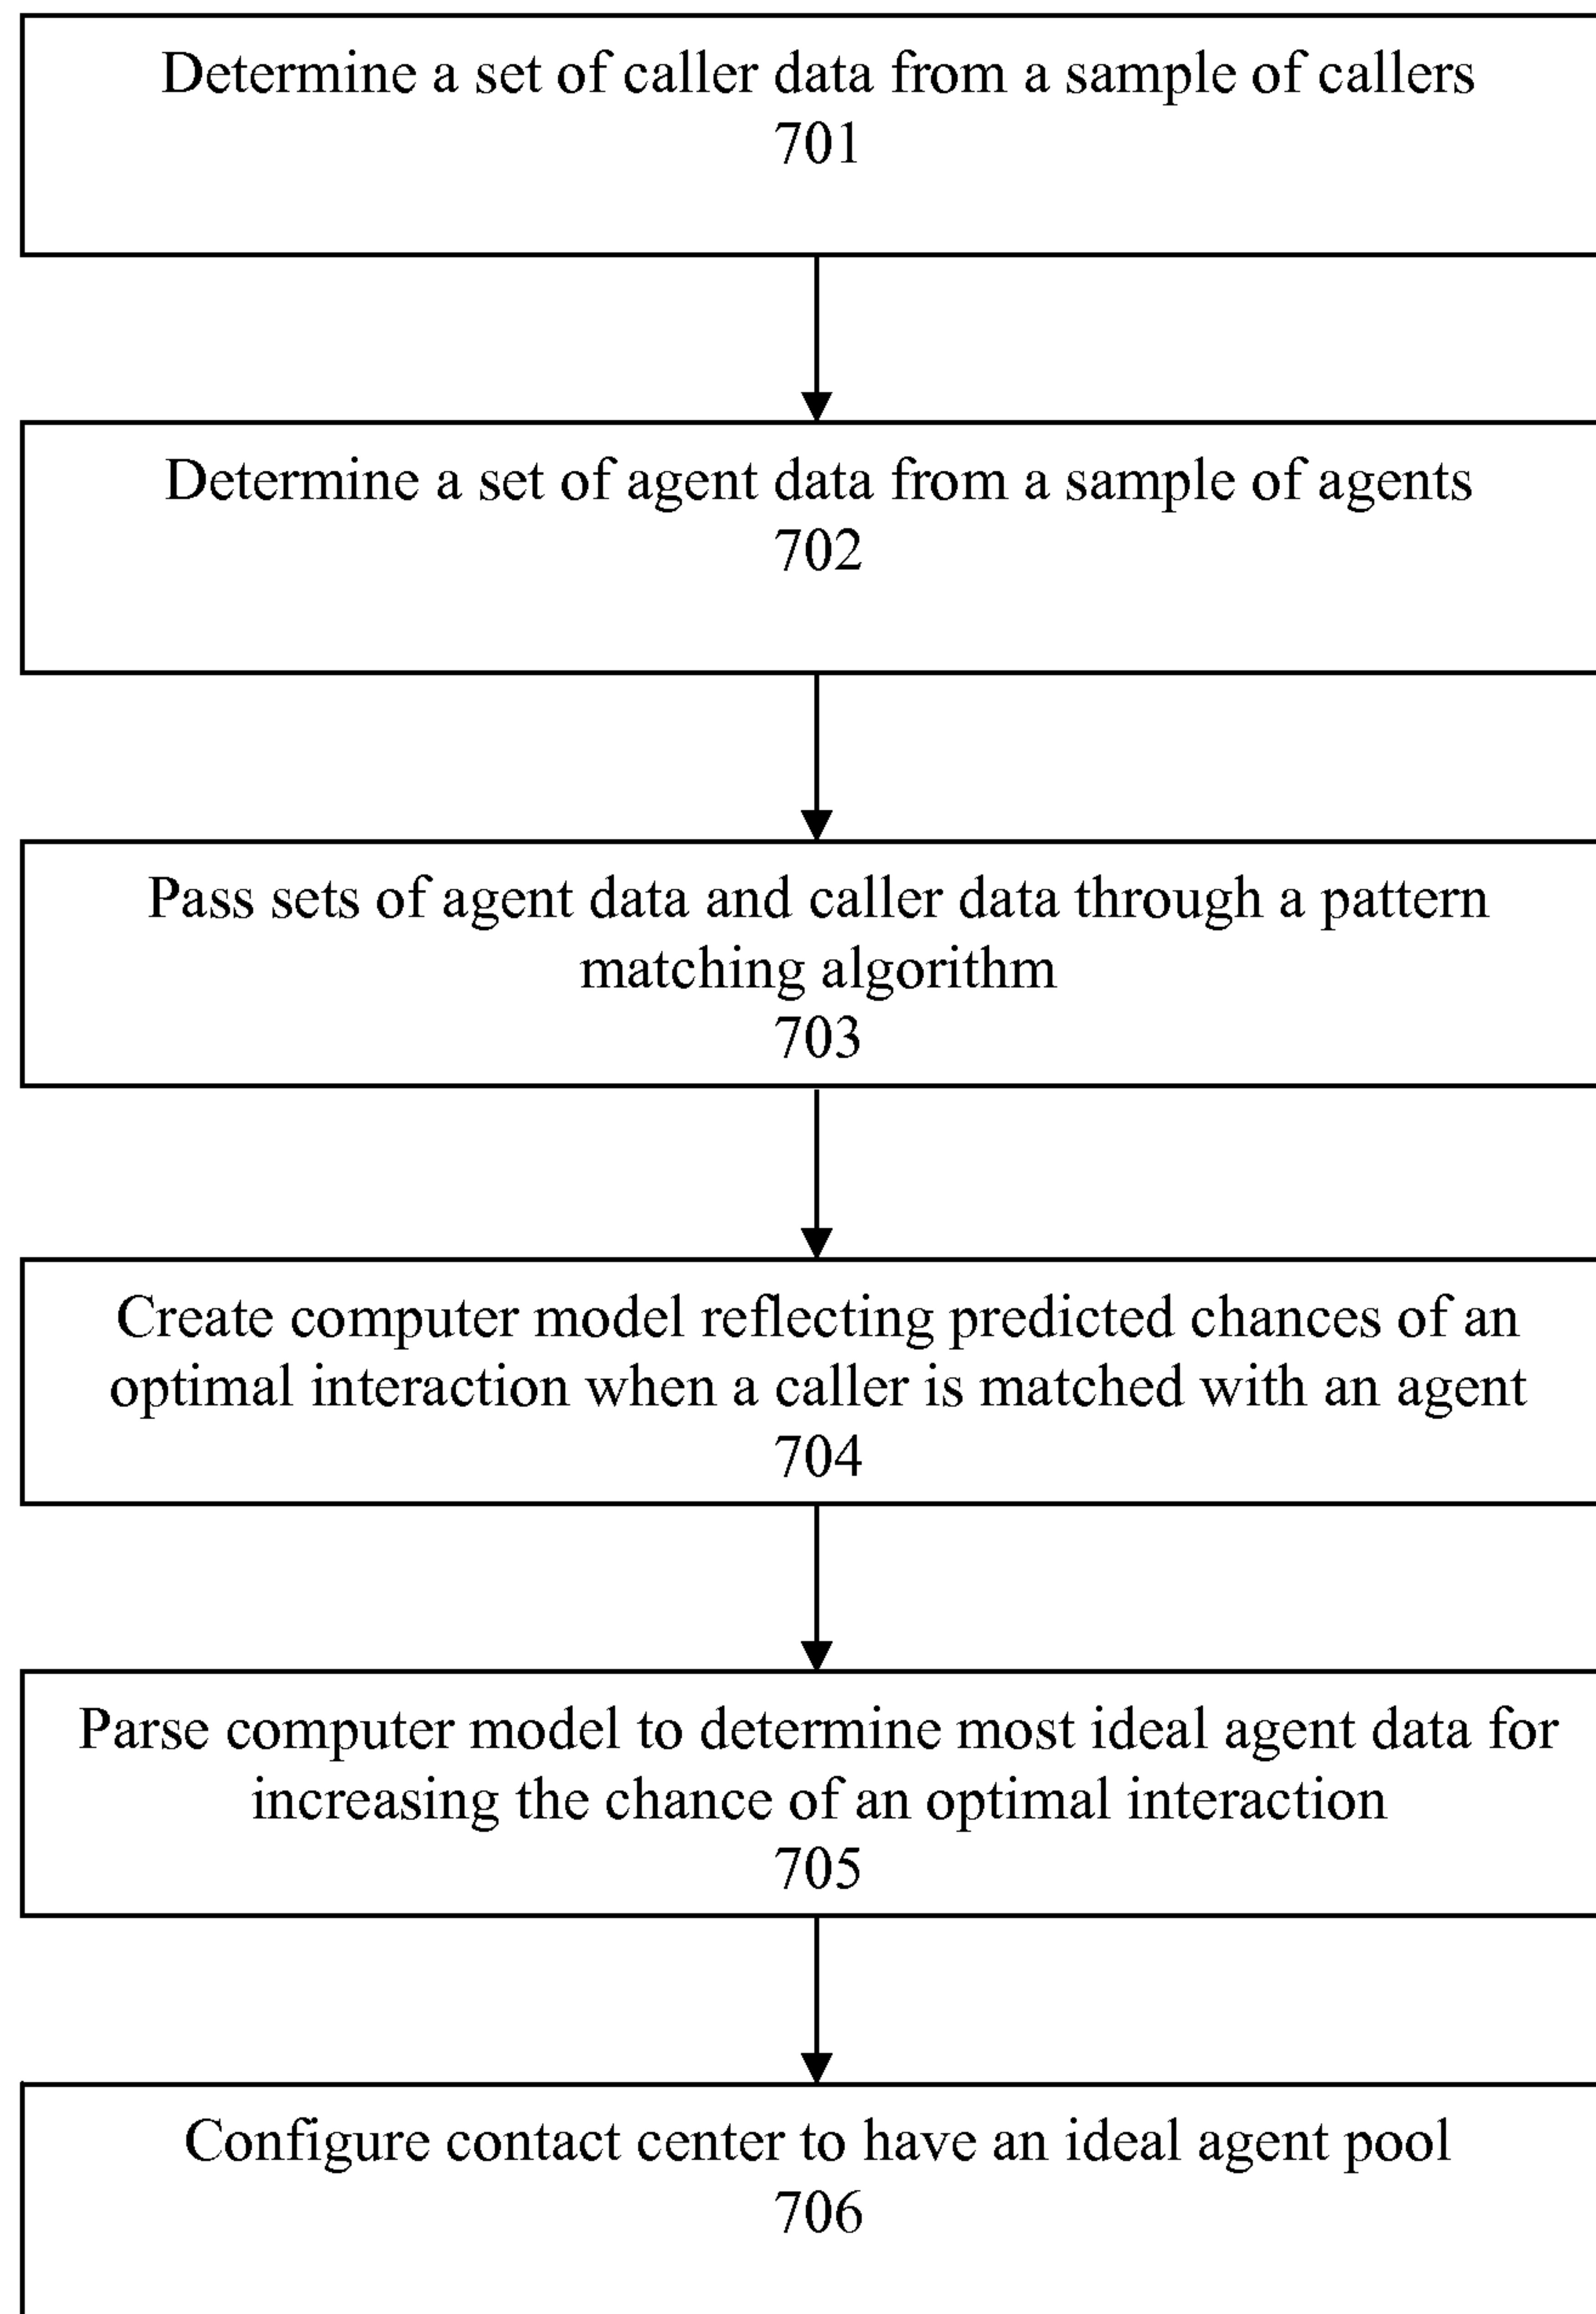 Determine a set of caller data from a sample of callers
701
Determine a set of agent data from a sample of agents
702
Pass sets of agent data and caller data through a pattern
matching algorithm
703
Create computer model reflecting predicted chances of an
optimal interaction when a caller is matched with an agent
704
Parse computer model to determine most ideal agent data for
increasing the chance of an optimal interaction
705
Configure contact center to have an ideal agent pool
706